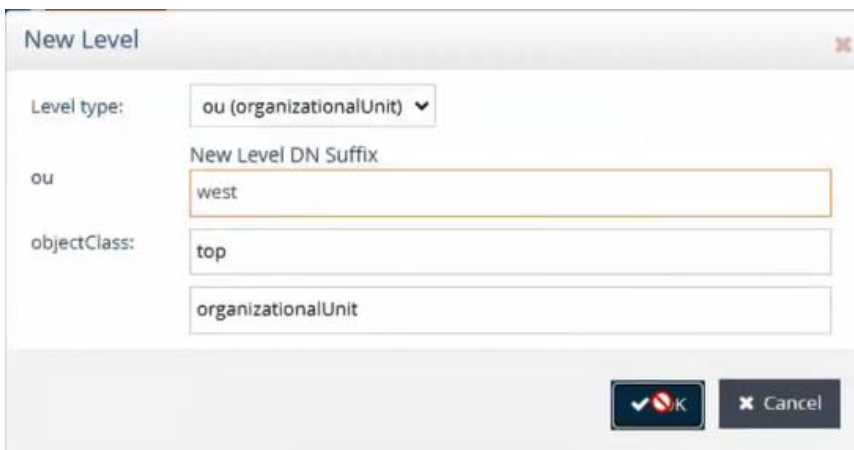 New Level
Level type:
ou (organizationalUnit)
New Level DN Suffix
ou
west
objectClass:
top
organizationalUnit
K
Cancel